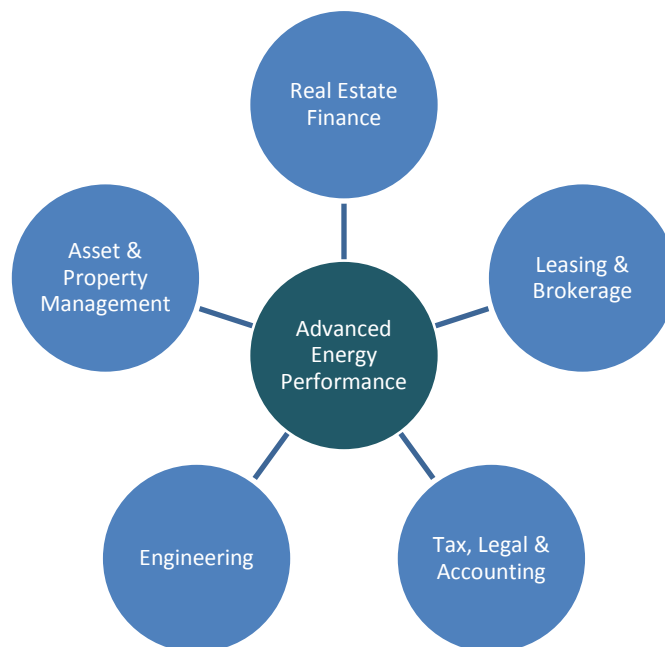 Real Estate
Finance
Asset &
Property
Management
Leasing &
Brokerage
Advanced
Energy
Performance
Engineering
Tax, Legal &
Accounting